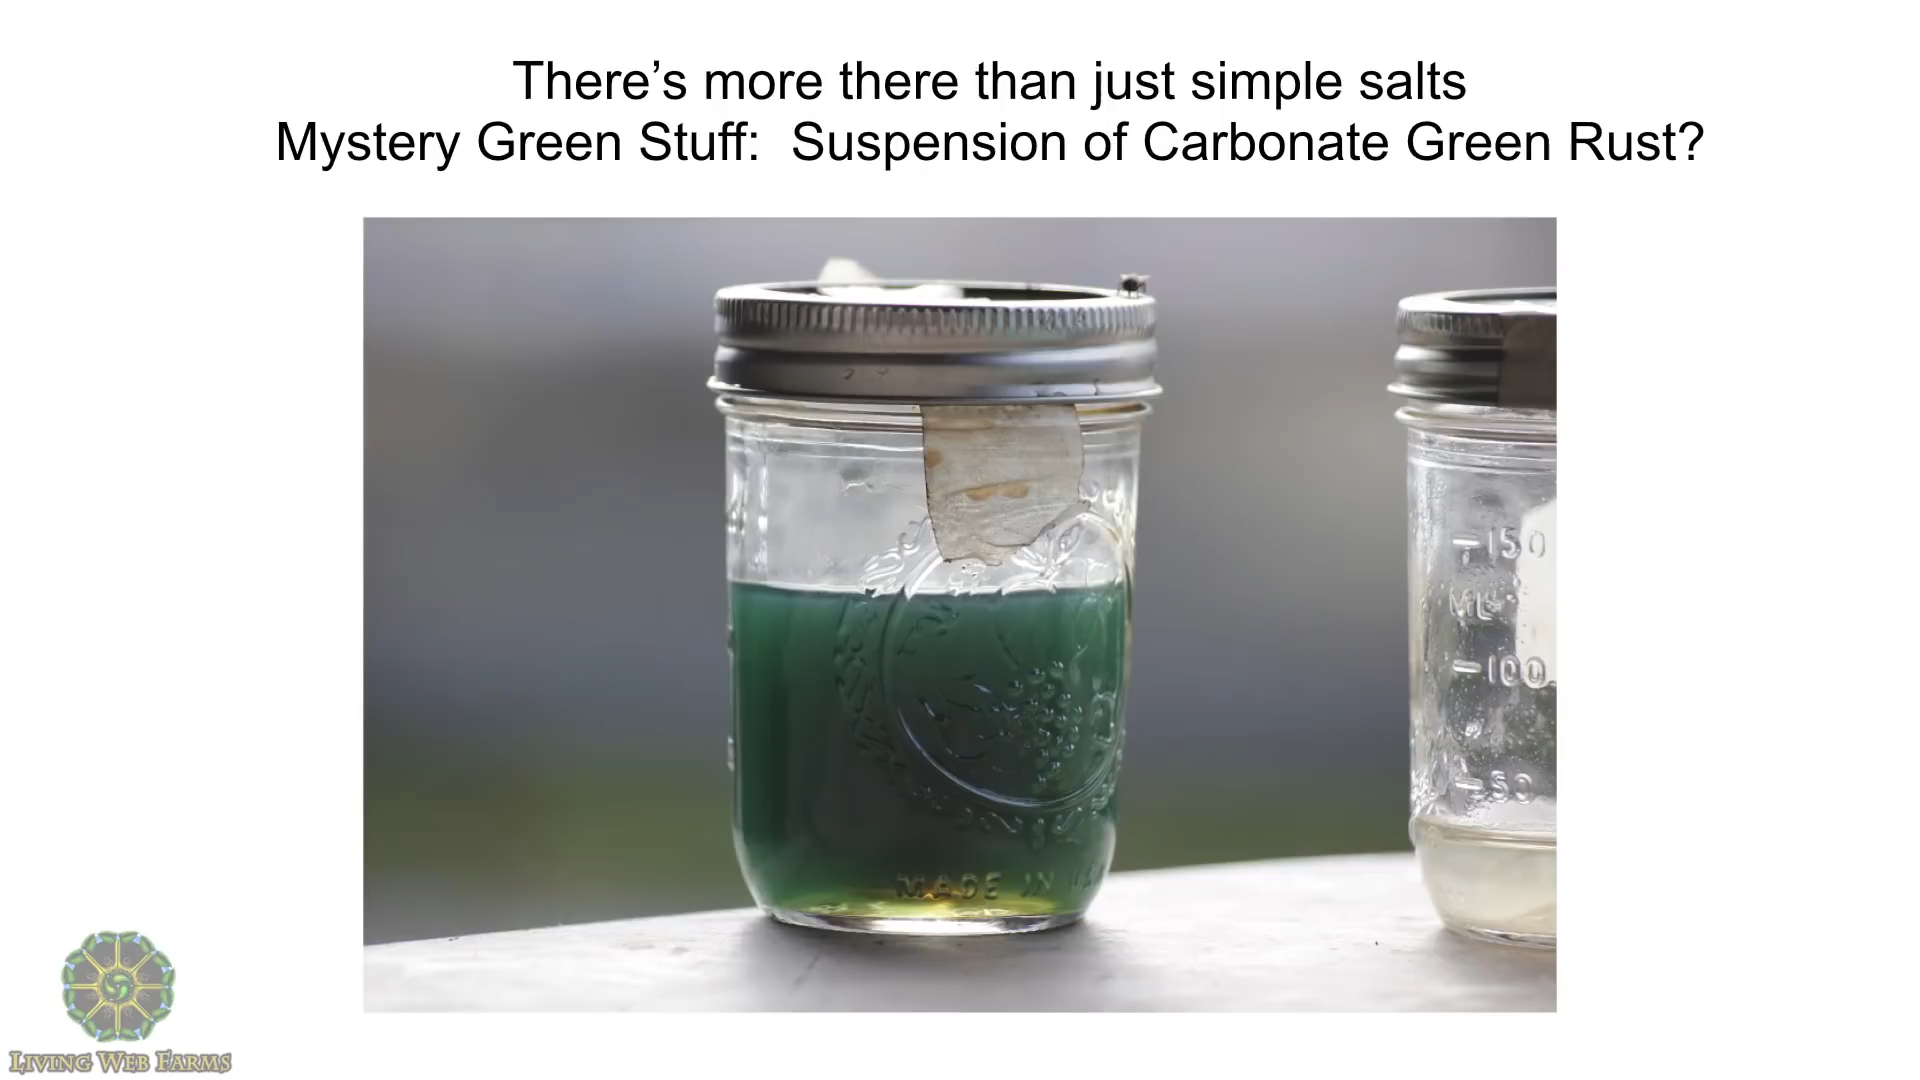 There’s more there than just simple salts
Mystery Green Stuff:  Suspension of Carbonate Green Rust?
150
ML
100
50
MADE IN
LIVING WEB FARMS